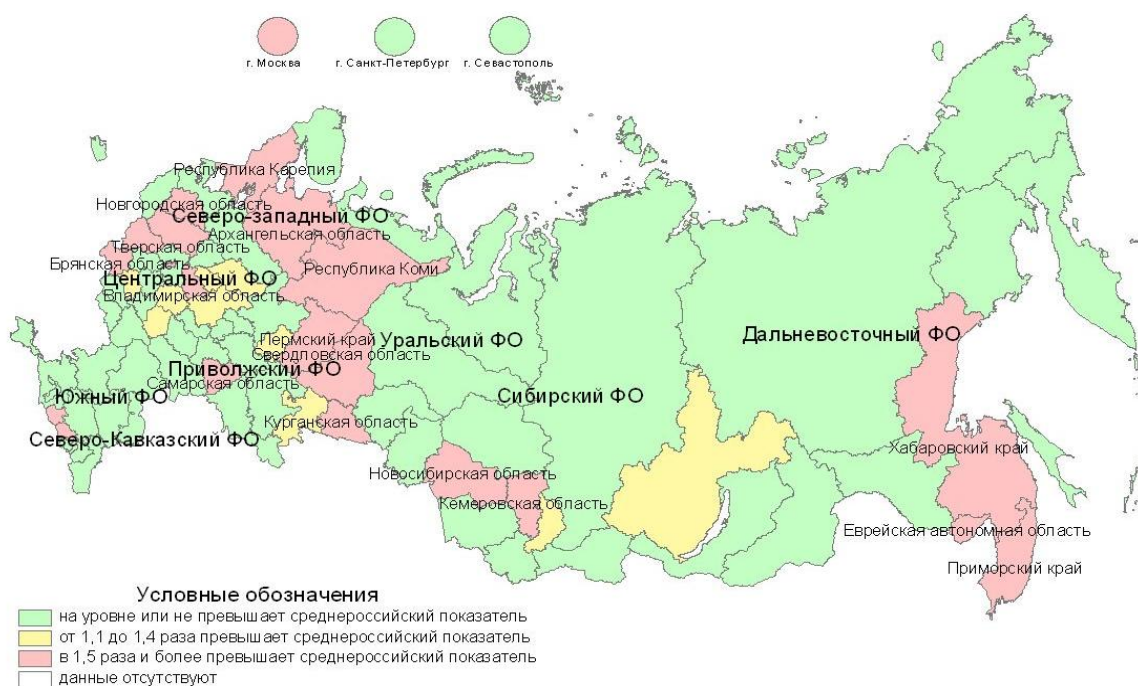 г. Москва
г. Санкт-Петербург
г. Севастополь
Республика Карелия
Новгородская область
Северо-западный ФО
Архангельская область
Тверская область
Брянская область
Республика Коми
Центральный ФО
Владимирская область
Дальневосточный ФО
Пермский край
Уральский ФО
Свердловская область
Приволжский ФО
Самарская область
Сибирский ФО
Южный ФО
Курганская область
Северо-Кавказский ФО
Хабаровский край
Новосибирская область
Кемеровская область
Еврейская автономная область
Приморский край
Условные обозначения
на уровне или не превышает среднероссийский показатель
от 1,1 до 1,4 раза превышает среднероссийский показатель
в 1,5 раза и более превышает среднероссийский показатель
данные отсутствуют